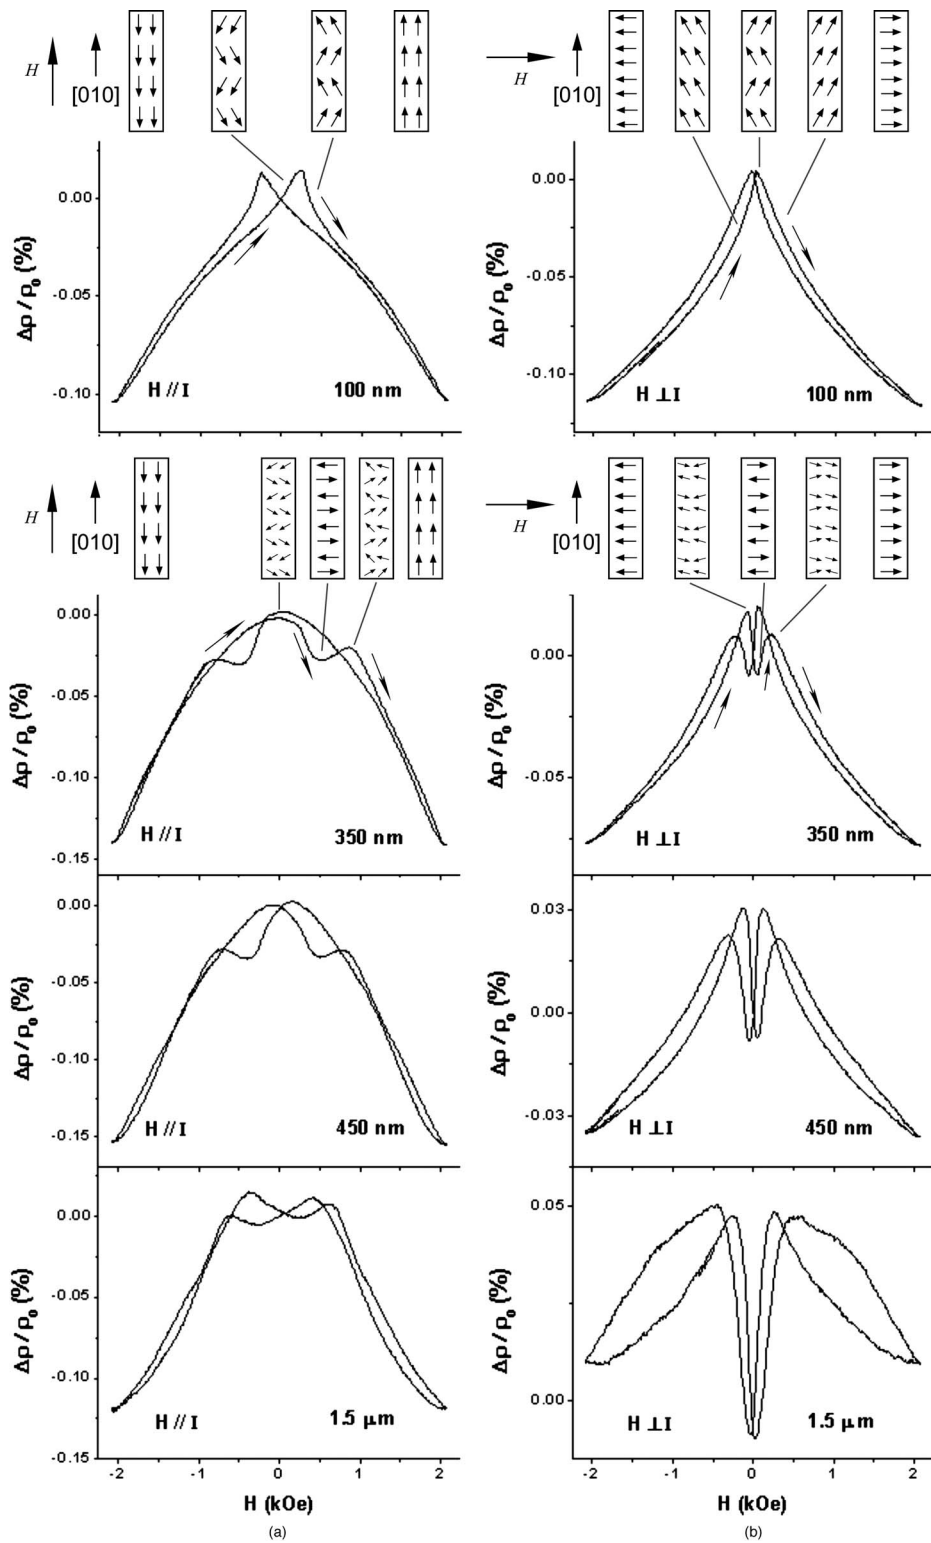 H
[010]
H
[010]
0.00
-0.05
-0.10
Δρ / ρ₀ (%)
H // I
100 nm
0.00
-0.05
-0.10
Δρ / ρ₀ (%)
H ⊥ I
100 nm
H
[010]
H
[010]
0.00
-0.05
-0.10
-0.15
Δρ / ρ₀ (%)
H // I
350 nm
0.00
-0.05
Δρ / ρ₀ (%)
H ⊥ I
350 nm
0.00
-0.05
-0.10
-0.15
Δρ / ρ₀ (%)
H // I
450 nm
0.03
0.00
-0.03
Δρ / ρ₀ (%)
H ⊥ I
450 nm
0.00
-0.05
-0.10
-0.15
Δρ / ρ₀ (%)
H // I
1.5 μm
0.05
0.00
Δρ / ρ₀ (%)
H ⊥ I
1.5 μm
-2 -1 0 1 2
H (kOe)
(a)
-2 -1 0 1 2
H (kOe)
(b)